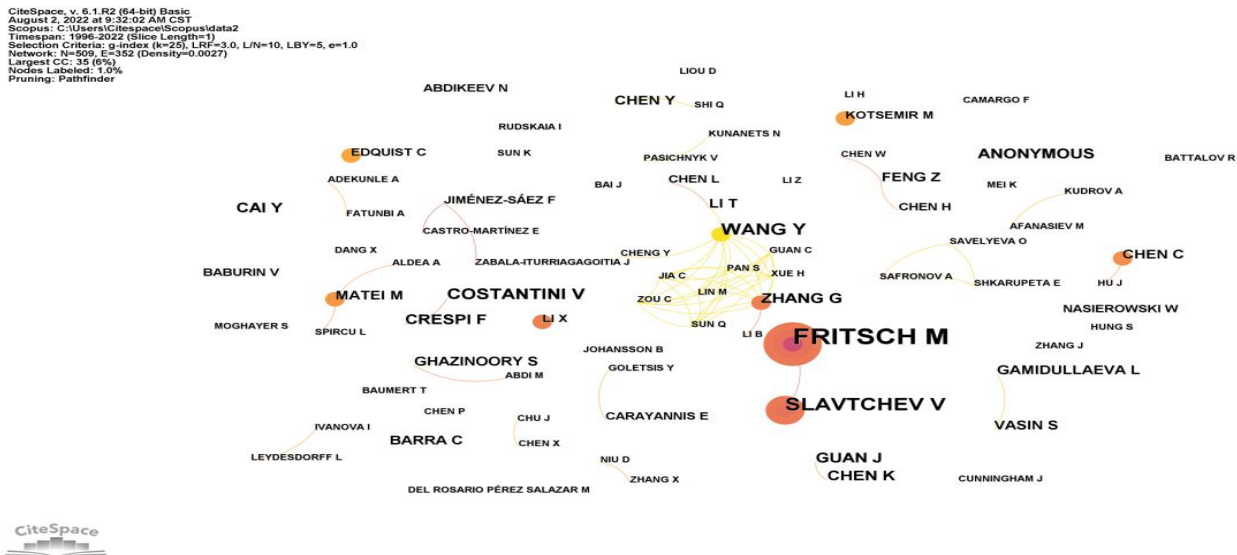 CiteSpace, v. 6.1.R2 (64-bit) Basic
August 2, 2022 at 9:32:02 AM CST
Scopus: C:\Users\Citespace\Scopus\data2
Timespan: 1996-2022 (Slice Length=1)
Selection Criteria: g-index (k=25), LRF=3.0, L/N=10, LBY=5, e=1.0
Network: N=509, E=352 (Density=0.0027)
Largest CC: 35 (6%)
Nodes Labeled: 1.0%
Pruning: Pathfinder
LIOU D
ABDIKEEV N
CHEN Y
SHI Q
LI H
CAMARGO F
KOTSEMIR M
RUDSKAIA I
KUNANETS N
EDQUIST C
SUN K
PASICHNYK V
CHEN W
ANONYMOUS
BATTALOV R
ADEKUNLE A
BAI J
CHEN L
LI Z
FENG Z
MEI K
KUDROV A
CAI Y
FATUNBI A
JIMÉNEZ-SÁEZ F
LI T
CHEN H
CASTRO-MARTÍNEZ E
WANG Y
AFANASIEV M
DANG X
CHENG Y
GUAN C
SAVELYEVA O
CHEN C
BABURIN V
ALDEA A
ZABALA-ITURRIAGAGOITIA J
JIA C
PAN S
XUE H
SAFRONOV A
SHKARUPETA E
HU J
MATEI M
COSTANTINI V
ZOU C
LIN M
ZHANG G
NASIEROWSKI W
MOGHAYER S
SPIRCU L
CRESPI F
LI X
SUN Q
LI B
FRITSCH M
HUNG S
ZHANG J
JOHANSSON B
GHAZINOORY S
ABDI M
GOLETSIS Y
GAMIDULLAEVA L
BAUMERT T
SLAVTCHEV V
CHEN P
CHU J
CARAYANNIS E
VASIN S
IVANOVA I
BARRA C
CHEN X
LEYDESDORFF L
NIU D
GUAN J
ZHANG X
CHEN K
CUNNINGHAM J
DEL ROSARIO PÉREZ SALAZAR M
CiteSpace